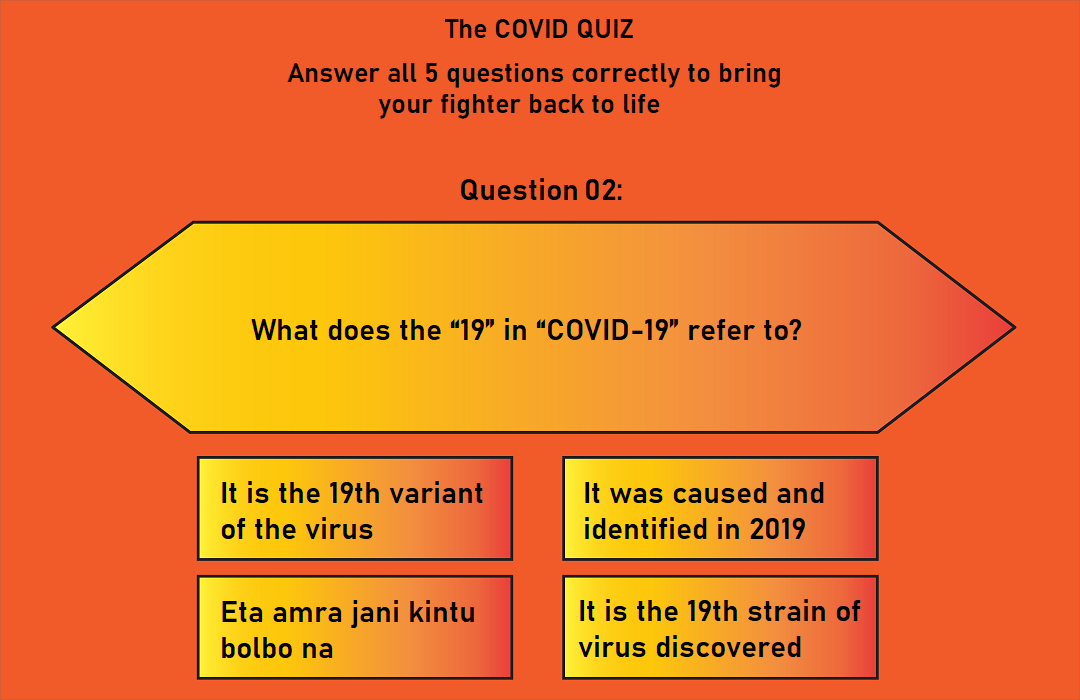 The COVID QUIZ
Answer all 5 questions correctly to bring
your fighter back to life
Question 02:
What does the “19” in “COVID-19” refer to?
It is the 19th variant
of the virus
It was caused and
identified in 2019
Eta amra jani kintu
bolbo na
It is the 19th strain of
virus discovered